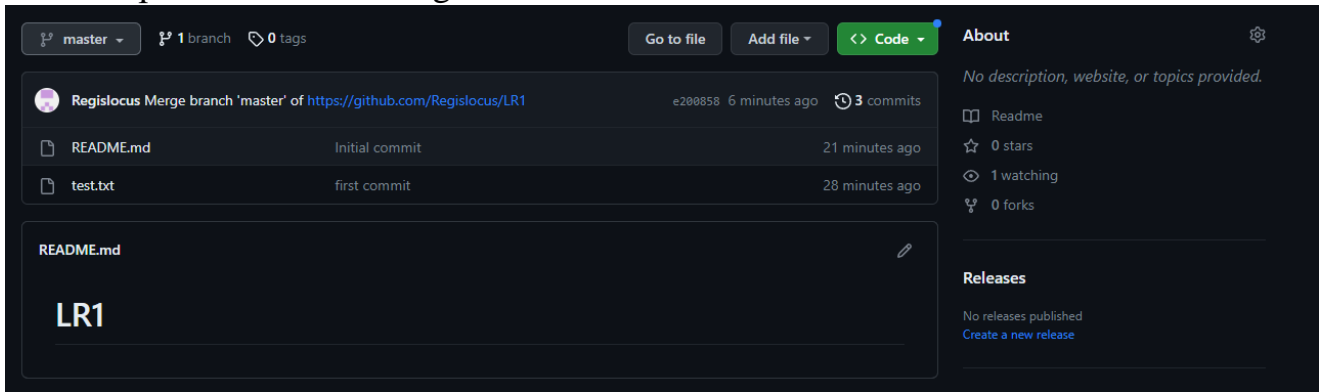 master 1 branch 0 tags Go to file Add file <> Code
Regislocus Merge branch 'master' of https://github.com/Regislocus/LR1 e200858 6 minutes ago 3 commits
README.md Initial commit 21 minutes ago
test.txt first commit 28 minutes ago
README.md
LR1
About
No description, website, or topics provided.
Readme
0 stars
1 watching
0 forks
Releases
No releases published
Create a new release